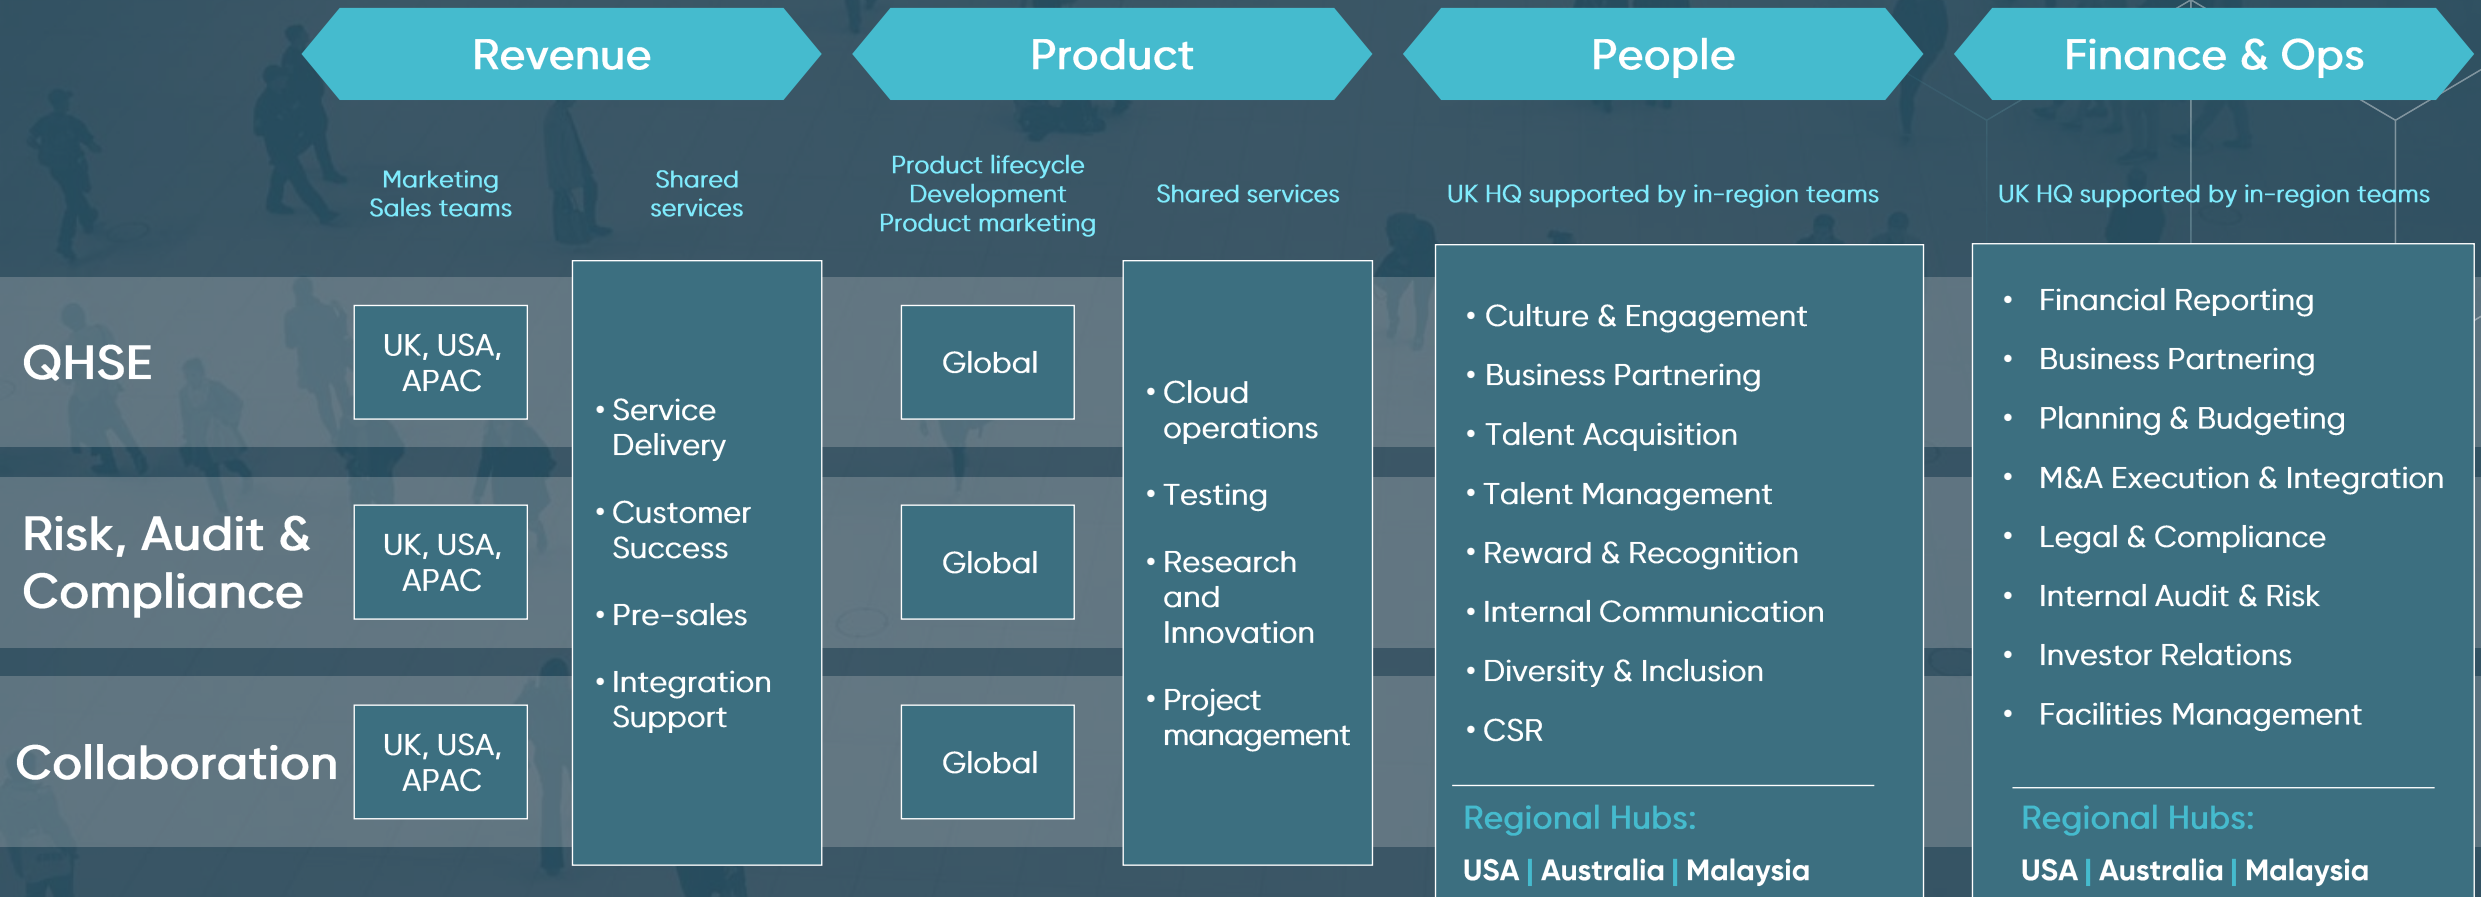 Revenue
Product
People
Finance & Ops
Marketing
Sales teams
Shared
services
Product lifecycle
Development
Product marketing
Shared services
UK HQ supported by in-region teams
UK HQ supported by in-region teams
QHSE
UK, USA,
APAC
Risk, Audit &
Compliance
UK, USA,
APAC
Collaboration
UK, USA,
APAC
• Service
Delivery
• Customer
Success
• Pre-sales
• Integration
Support
Global
Global
Global
• Cloud
operations
• Testing
• Research
and
Innovation
• Project
management
• Culture & Engagement
• Business Partnering
• Talent Acquisition
• Talent Management
• Reward & Recognition
• Internal Communication
• Diversity & Inclusion
• CSR
Regional Hubs:
USA | Australia | Malaysia
• Financial Reporting
• Business Partnering
• Planning & Budgeting
• M&A Execution & Integration
• Legal & Compliance
• Internal Audit & Risk
• Investor Relations
• Facilities Management
Regional Hubs:
USA | Australia | Malaysia